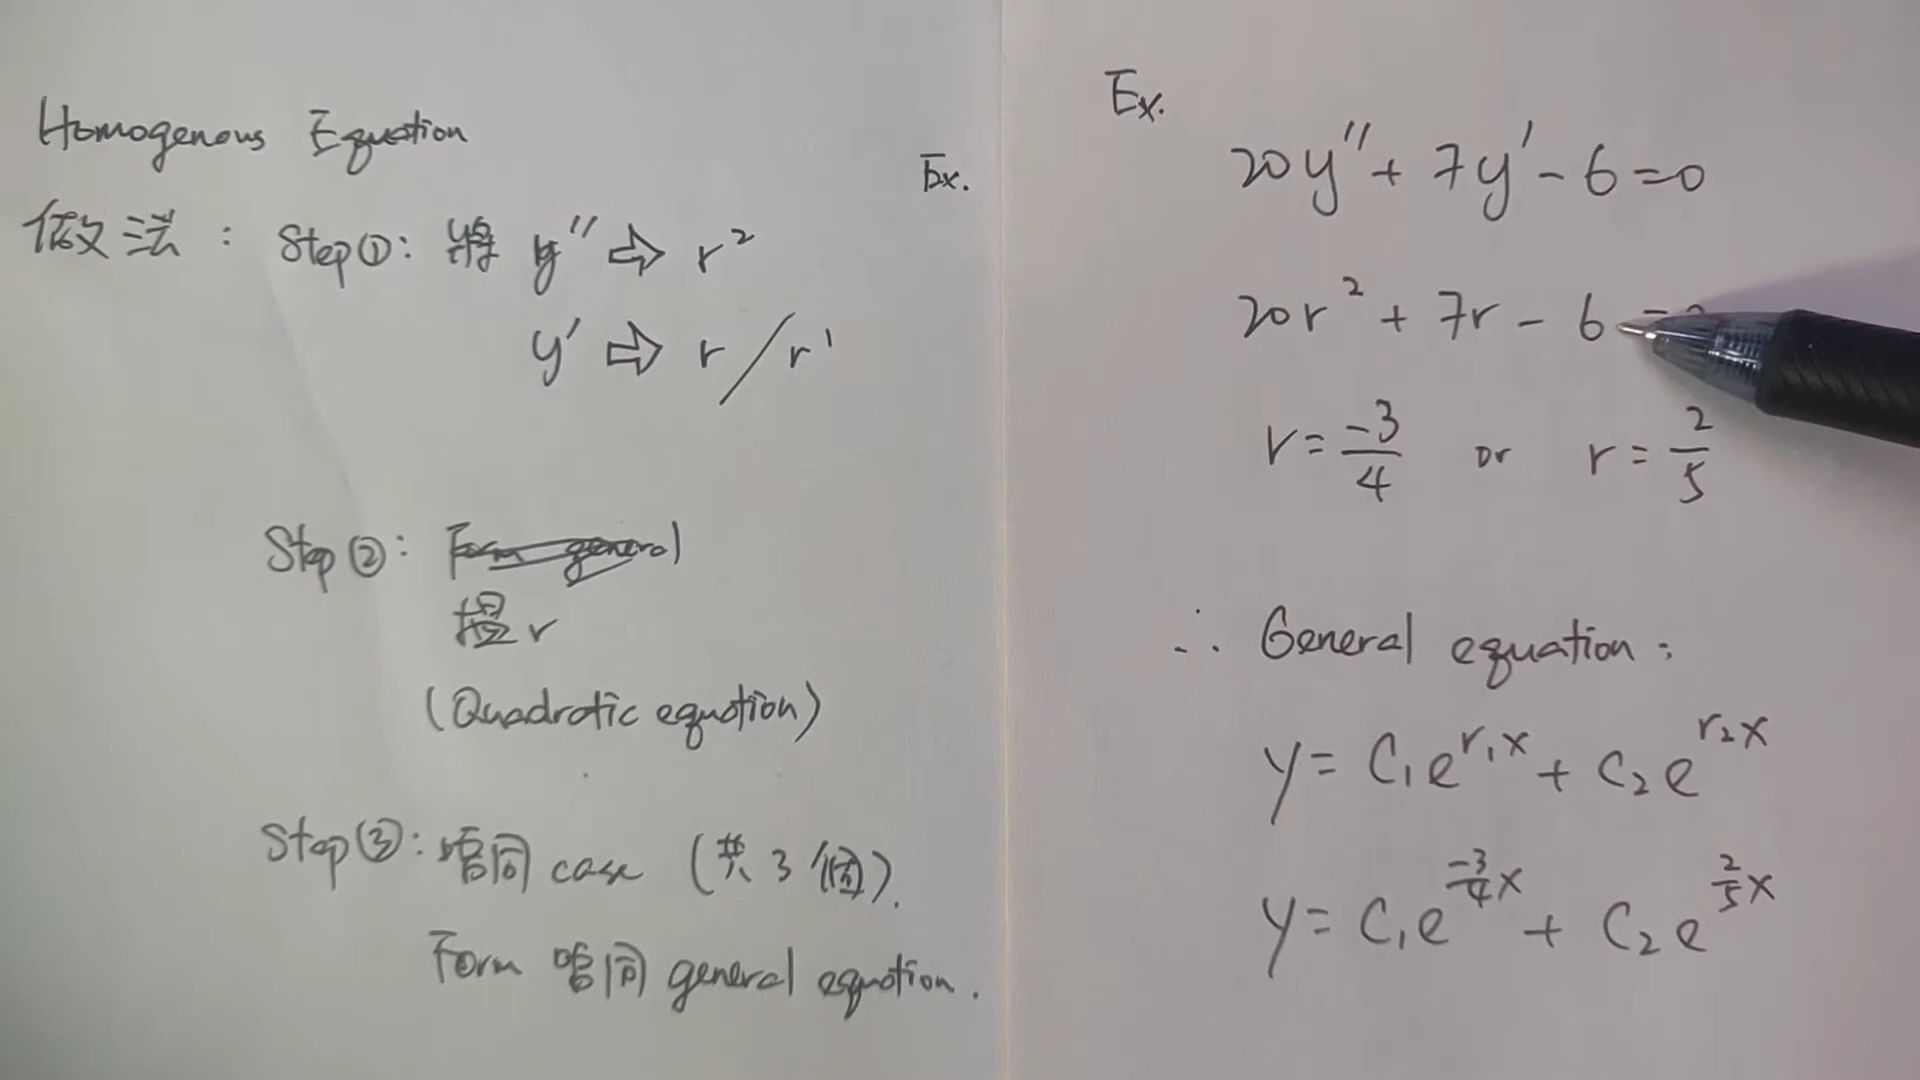 Homogenous Equation
做法： Step①: 將 y'' ⇨ r²
y' ⇨ r / r'
Step②: Form general
搵 r
(Quadratic equation)
Step③: 唔同 case (共 3 個).
Form 唔同 general equation.
Ex.
Ex.
20y'' + 7y' - 6 = 0
20r² + 7r - 6 =
r = -3/4 or r = 2/5
∴ General equation:
y = C₁e^{r₁x} + C₂e^{r₂x}
y = C₁e^{-3/4 x} + C₂e^{2/5 x}